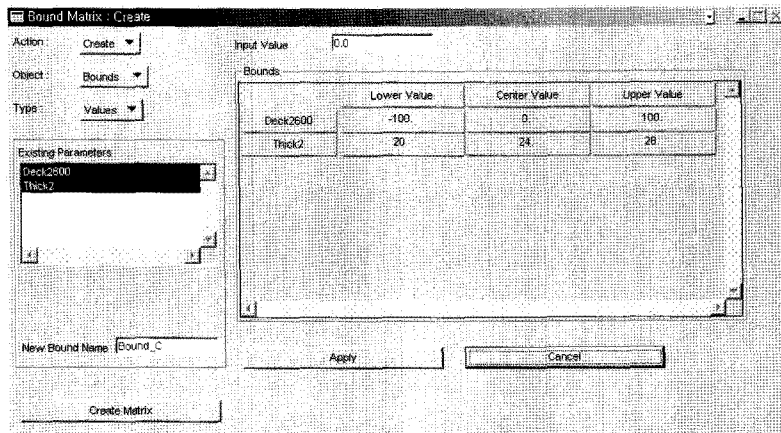 Bound Matrix : Create
Action : Create
Object : Bounds
Type : Values
Existing Parameters
Deck2600
Thick2
New Bound Name Bound_C
Create Matrix
Input Value 0.0
Bounds
Lower Value Center Value Upper Value
Deck2600 -100. 0. 100.
Thick2 20 24 28
Apply Cancel